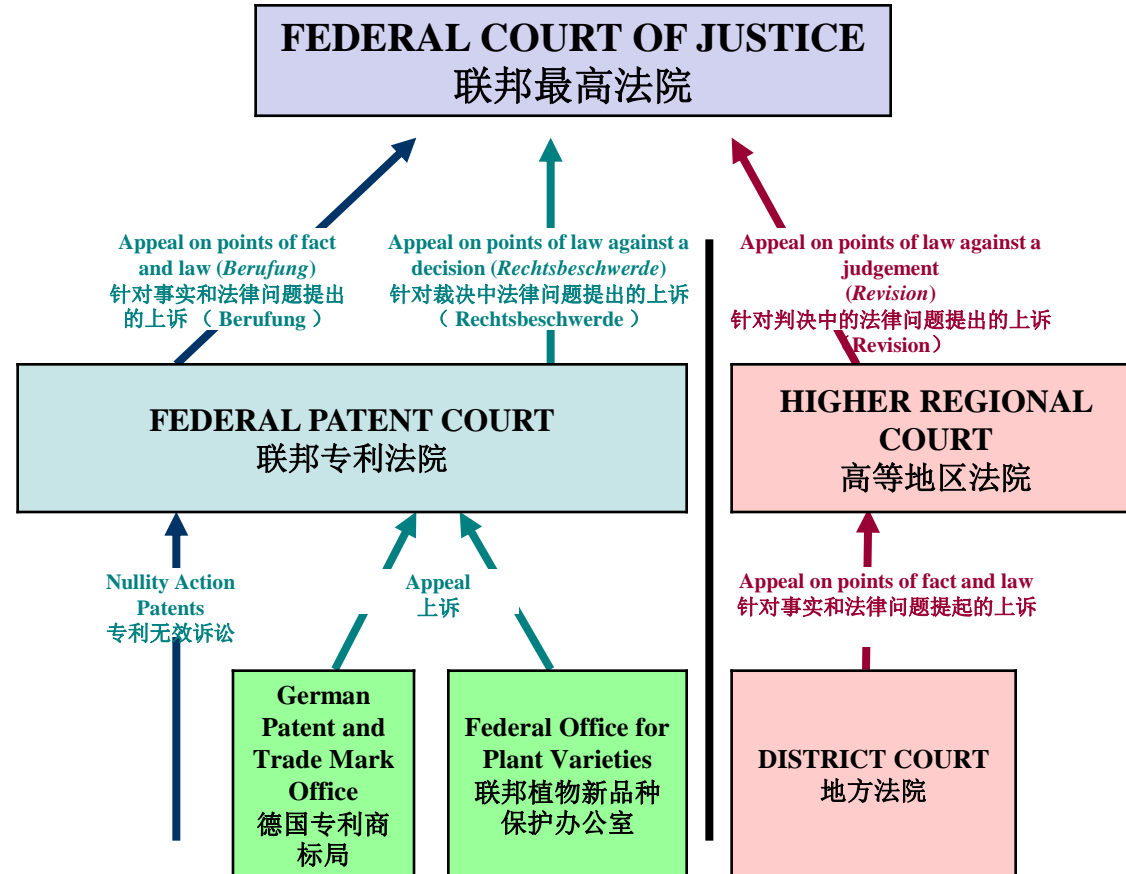 FEDERAL COURT OF JUSTICE
联邦最高法院
Appeal on points of fact
and law (Berufung)
针对事实和法律问题提出
的上诉（ Berufung ）
Appeal on points of law against a
decision (Rechtsbeschwerde)
针对裁决中法律问题提出的上诉
（ Rechtsbeschwerde ）
Appeal on points of law against a
judgement
(Revision)
针对判决中的法律问题提出的上诉
（Revision）
FEDERAL PATENT COURT
联邦专利法院
HIGHER REGIONAL
COURT
高等地区法院
Nullity Action
Patents
专利无效诉讼
Appeal
上诉
Appeal on points of fact and law
针对事实和法律问题提起的上诉
German
Patent and
Trade Mark
Office
德国专利商
标局
Federal Office for
Plant Varieties
联邦植物新品种
保护办公室
DISTRICT COURT
地方法院